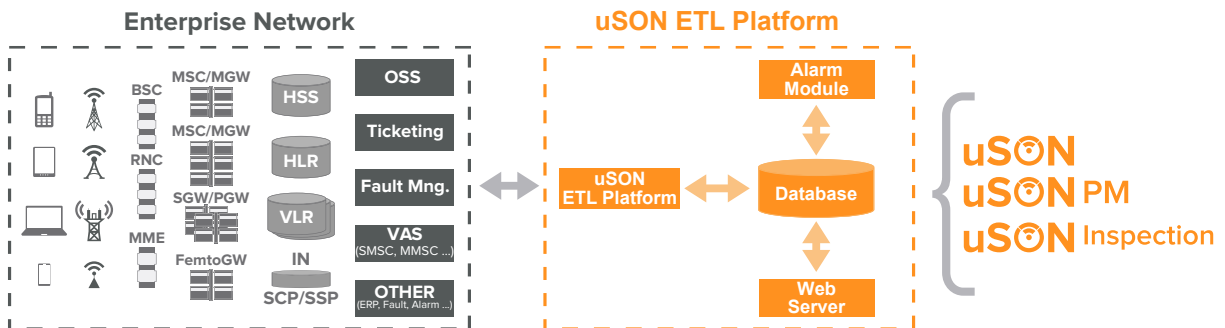 Enterprise Network
uSON ETL Platform
BSC
RNC
MME
MSC/MGW
MSC/MGW
SGW/PGW
FemtoGW
HSS
HLR
VLR
IN
SCP/SSP
OSS
Ticketing
Fault Mng.
VAS
(SMSC, MMSC ...)
OTHER
(ERP, Fault, Alarm ...)
uSON
ETL Platform
Alarm
Module
Database
Web
Server
uSON
uSON PM
uSON Inspection